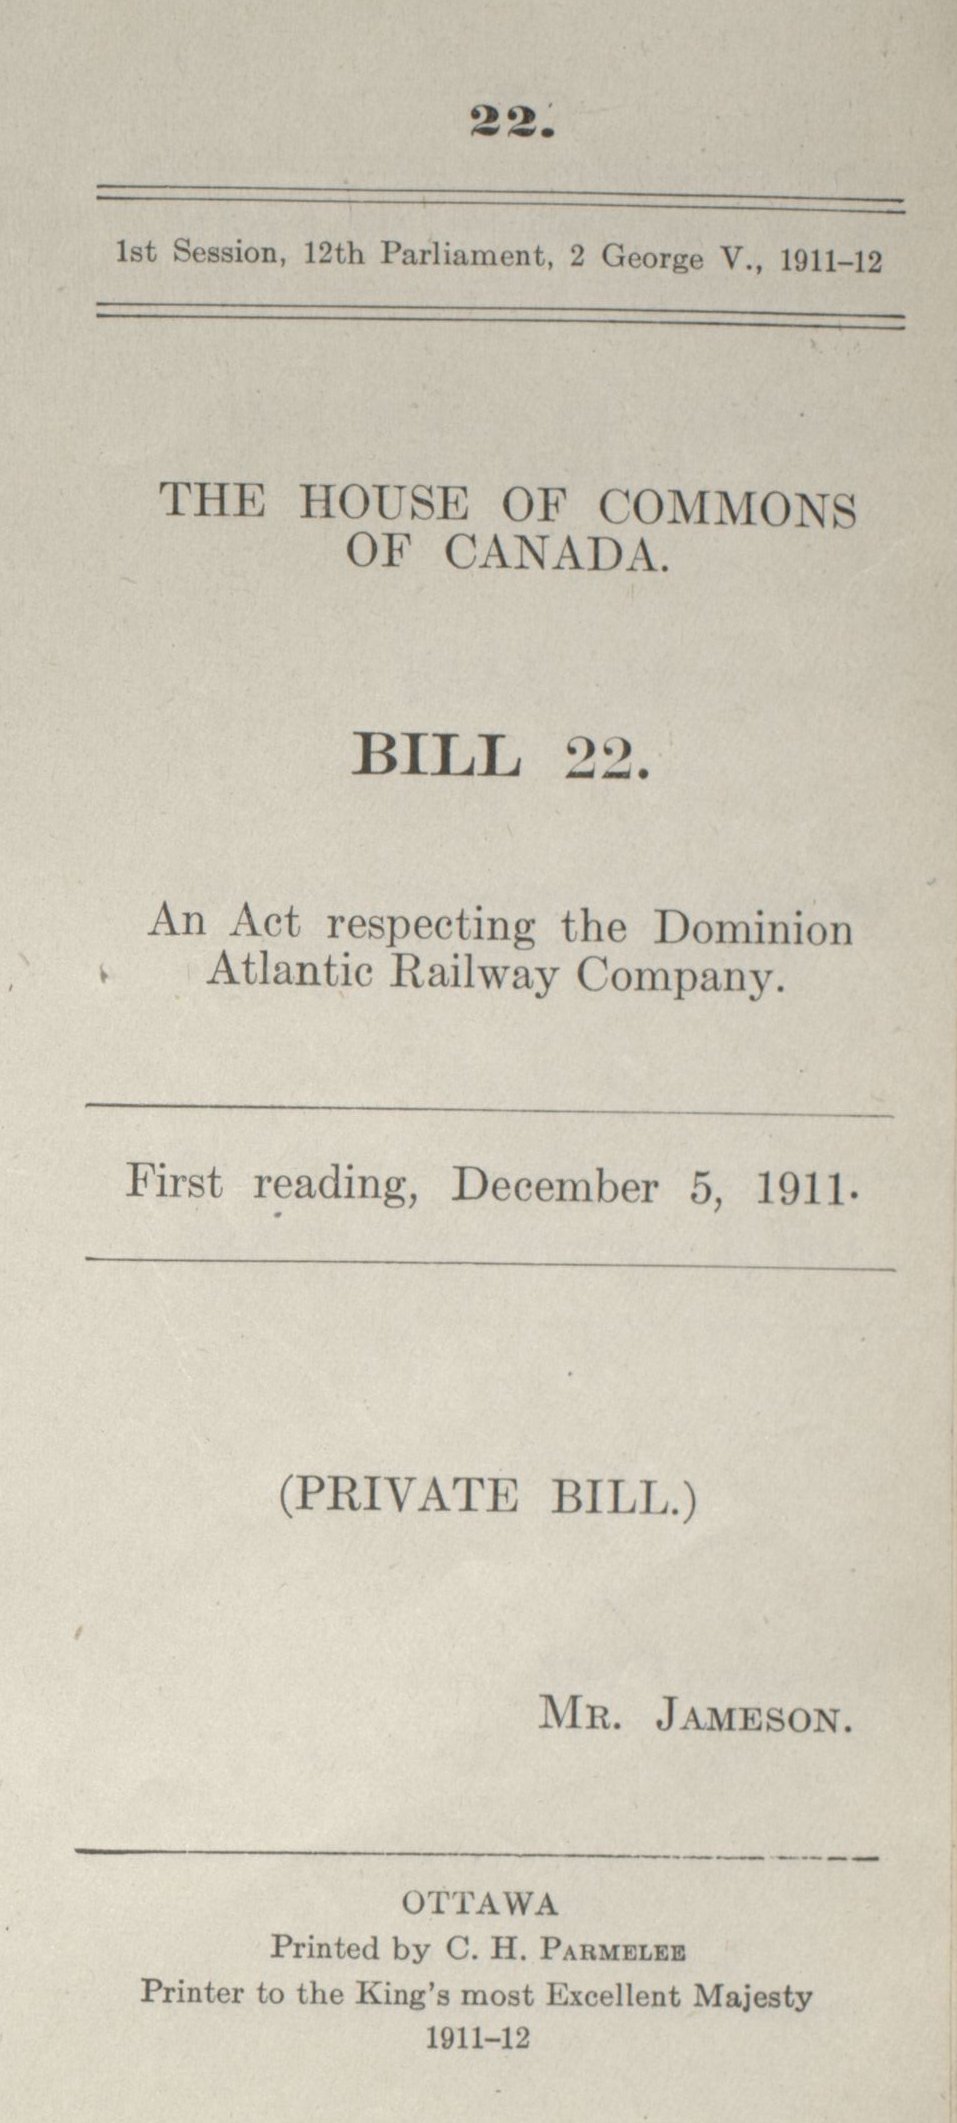 22.
1st Session, 12th Parliament, 2 George V., 1911–12
THE HOUSE OF COMMONS
OF CANADA.
BILL 22.
An Act respecting the Dominion
Atlantic Railway Company.
First reading, December 5, 1911.
(PRIVATE BILL.)
MR. JAMESON.
OTTAWA
Printed by C. H. PARMELEE
Printer to the King's most Excellent Majesty
1911–12